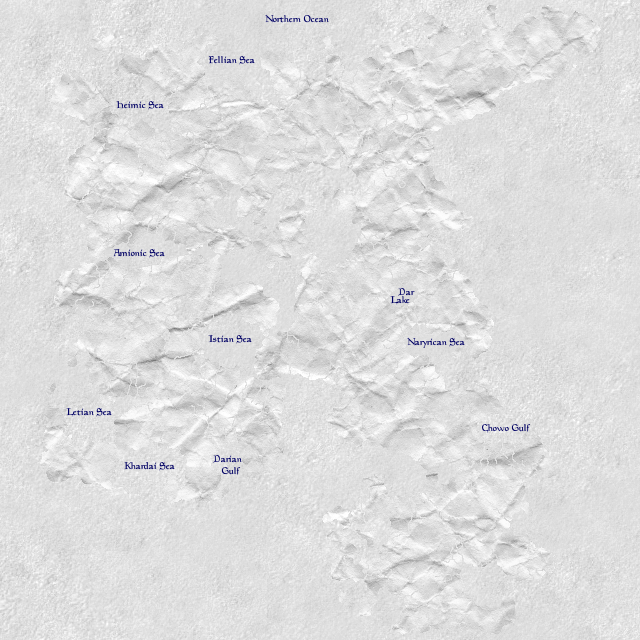 Northern Ocean
Fellian Sea
Heimic Sea
Amionic Sea
Dar
Lake
Istian Sea
Naryrican Sea
Letian Sea
Chowo Gulf
Khardai Sea
Darian
Gulf